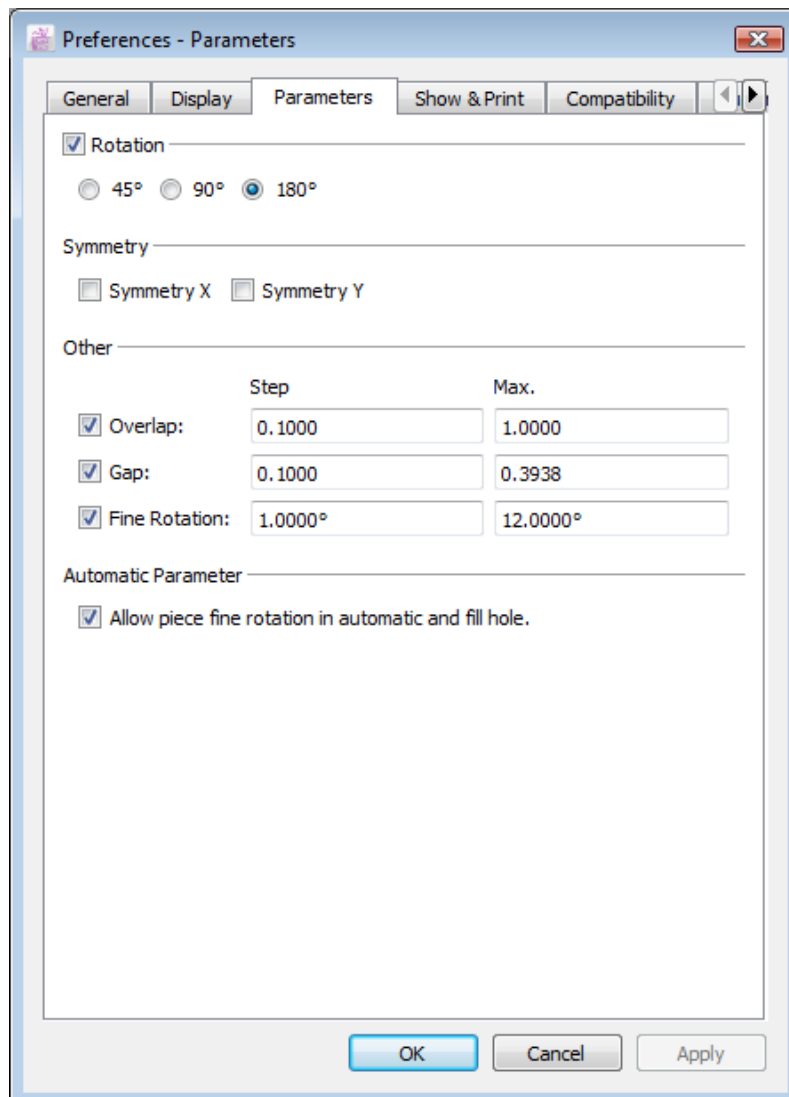 Preferences - Parameters
General Display Parameters Show & Print Compatibility
Rotation
45° 90° 180°
Symmetry
Symmetry X Symmetry Y
Other
Step Max.
Overlap: 0.1000 1.0000
Gap: 0.1000 0.3938
Fine Rotation: 1.0000° 12.0000°
Automatic Parameter
Allow piece fine rotation in automatic and fill hole.
OK Cancel Apply